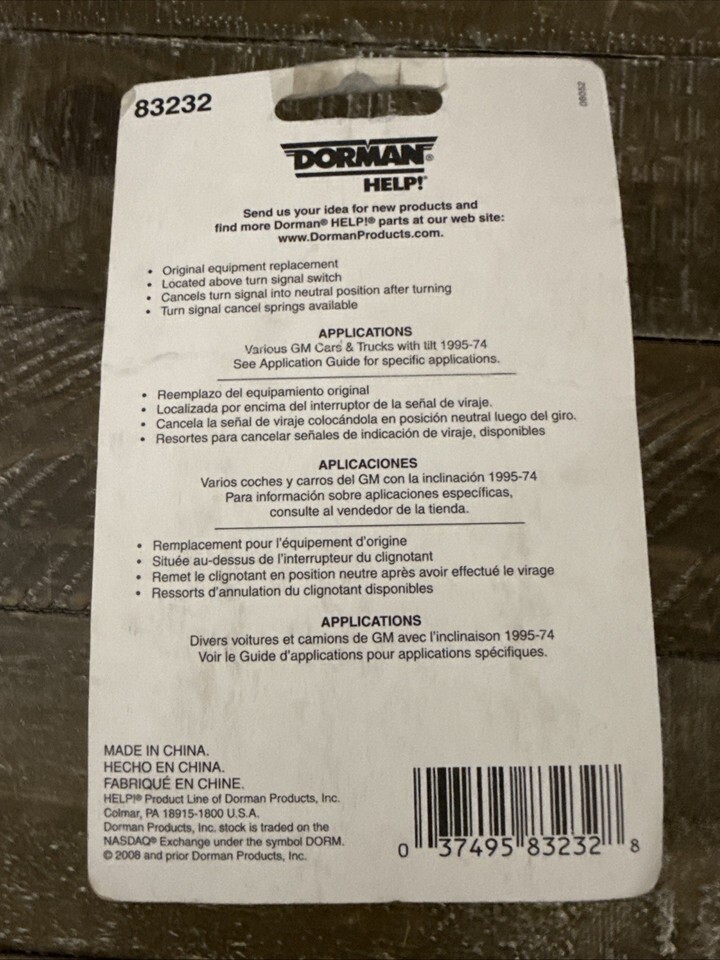 83232
08052
DORMAN®
HELP!®
Send us your idea for new products and
find more Dorman® HELP!® parts at our web site:
www.DormanProducts.com.
• Original equipment replacement
• Located above turn signal switch
• Cancels turn signal into neutral position after turning
• Turn signal cancel springs available
APPLICATIONS
Various GM Cars & Trucks with tilt 1995-74
See Application Guide for specific applications.
• Reemplazo del equipamiento original
• Localizada por encima del interruptor de la señal de viraje.
• Cancela la señal de viraje colocándola en posición neutral luego del giro.
• Resortes para cancelar señales de indicación de viraje, disponibles
APLICACIONES
Varios coches y carros del GM con la inclinación 1995-74
Para información sobre aplicaciones específicas,
consulte al vendedor de la tienda.
• Remplacement pour l'équipement d'origine
• Située au-dessus de l'interrupteur du clignotant
• Remet le clignotant en position neutre après avoir effectué le virage
• Ressorts d'annulation du clignotant disponibles
APPLICATIONS
Divers voitures et camions de GM avec l'inclinaison 1995-74
Voir le Guide d'applications pour applications spécifiques.
MADE IN CHINA.
HECHO EN CHINA.
FABRIQUÉ EN CHINE.
HELP!® Product Line of Dorman Products, Inc.
Colmar, PA 18915-1800 U.S.A.
Dorman Products, Inc. stock is traded on the
NASDAQ® Exchange under the symbol DORM.
© 2008 and prior Dorman Products, Inc.
0 37495 83232 8